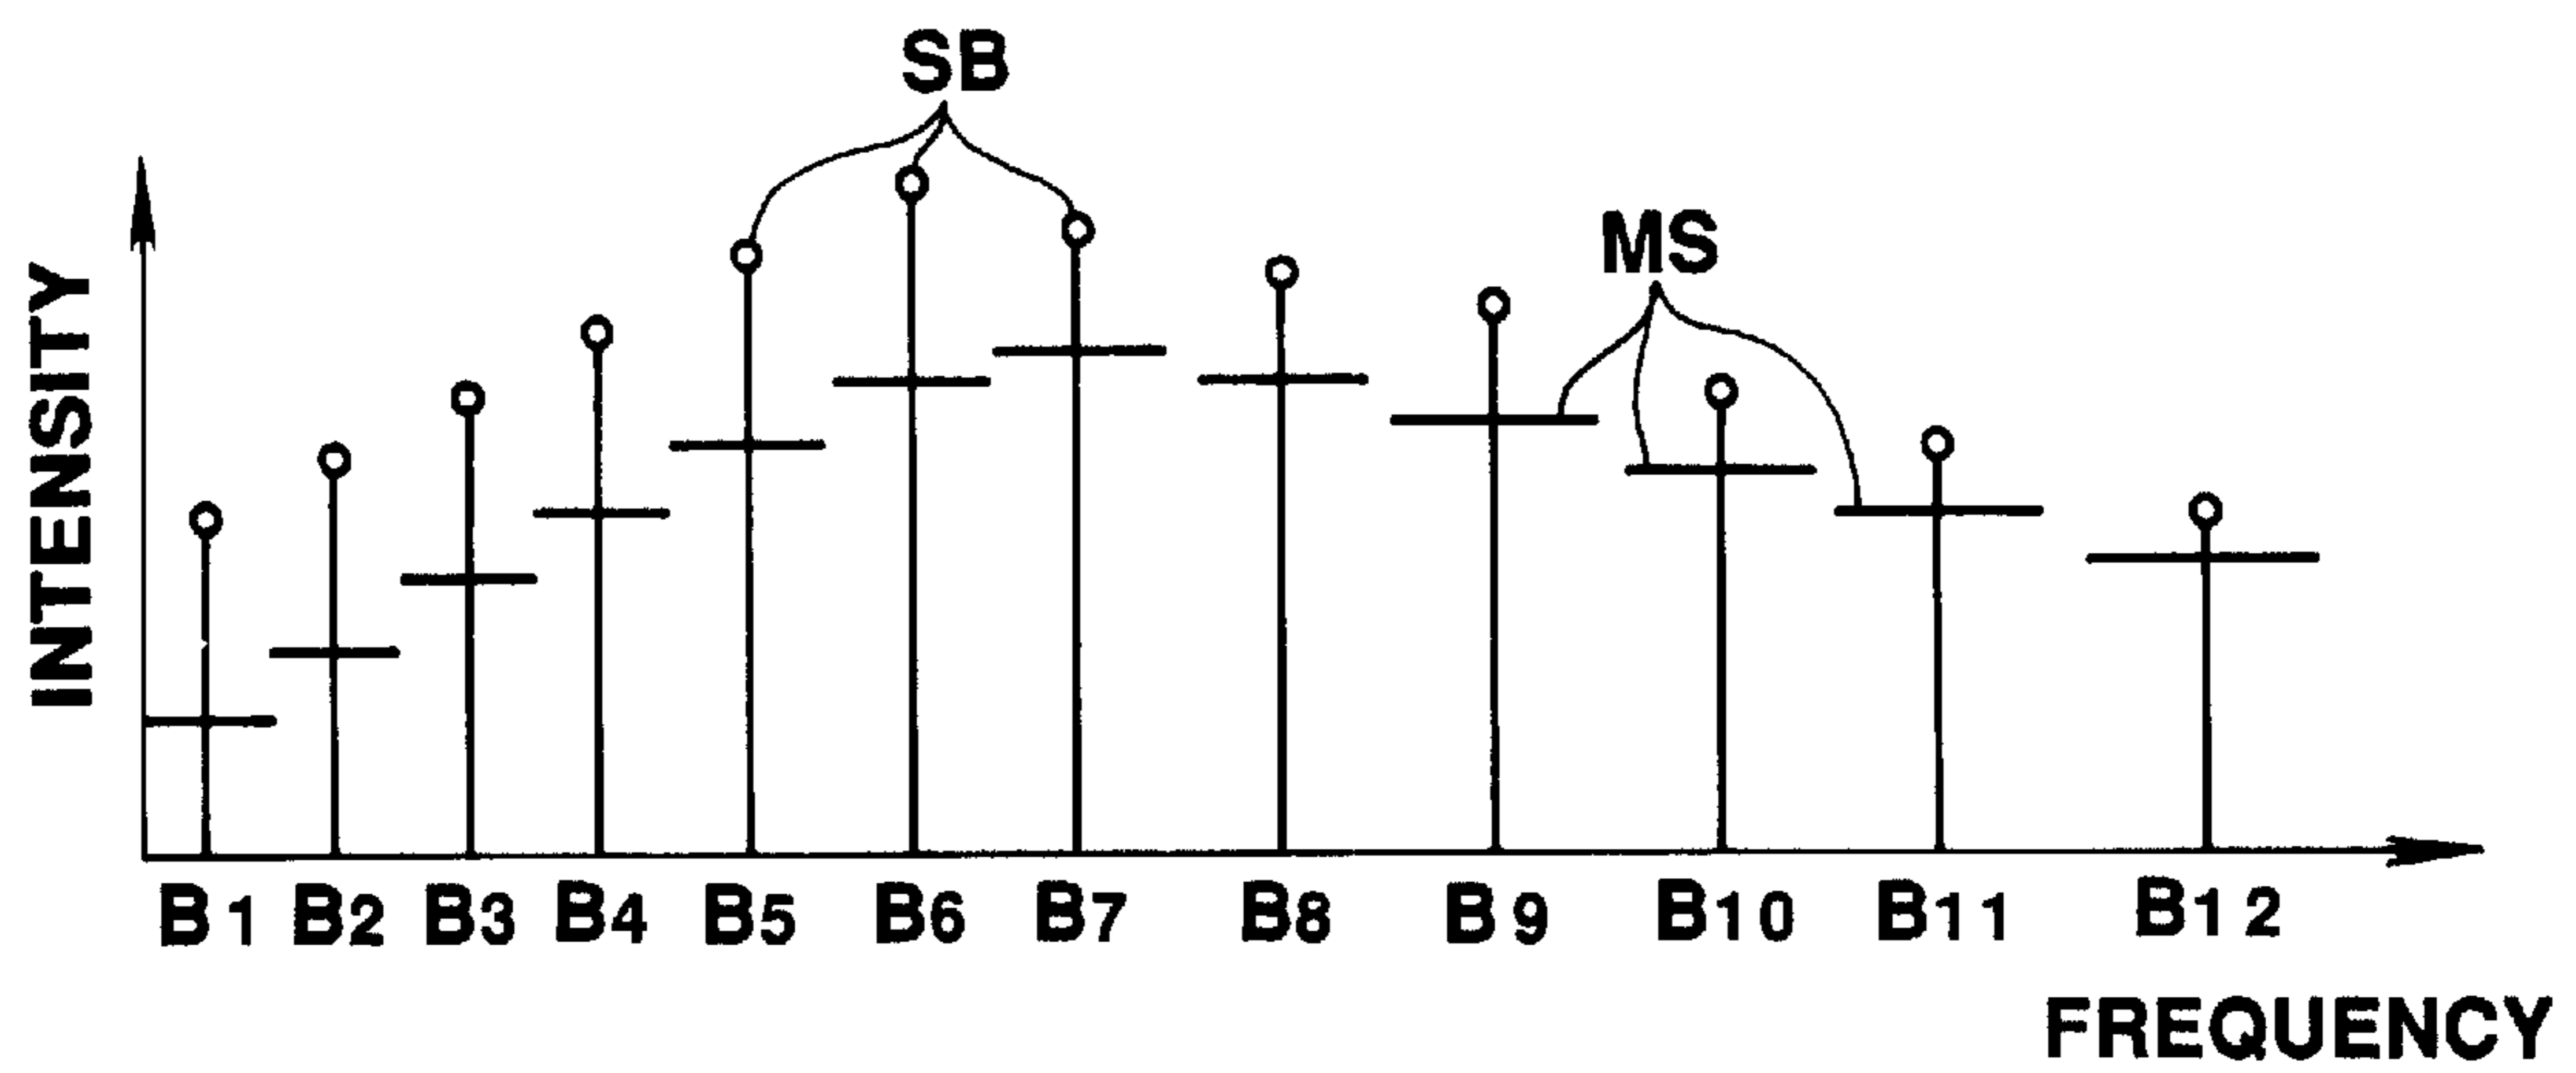 SB
MS
INTENSITY
B1 B2 B3 B4 B5 B6 B7 B8 B9 B10 B11 B12
FREQUENCY